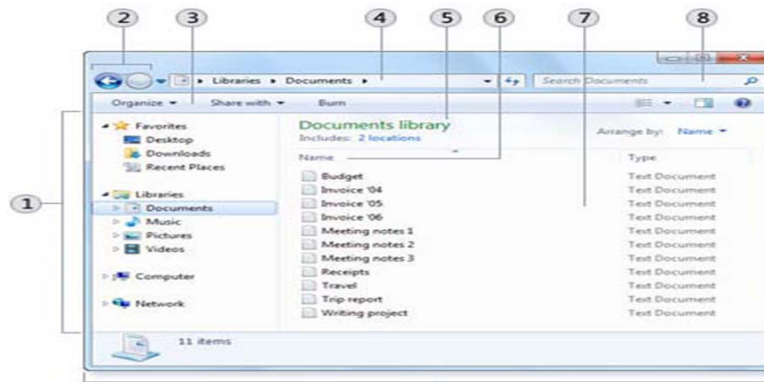 2 3 4 5 6 7 8
Libraries Documents Search Documents
Organize Share with Burn
Favorites Documents library
Desktop Includes: 2 locations Arrange by: Name
Downloads Name Type
Recent Places
Budget Text Document
Libraries Invoice '04 Text Document
1 Documents Invoice '05 Text Document
Music Invoice '06 Text Document
Pictures Meeting notes 1 Text Document
Videos Meeting notes 2 Text Document
Meeting notes 3 Text Document
Computer Receipts Text Document
Travel Text Document
Network Trip report Text Document
Writing project Text Document
11 items